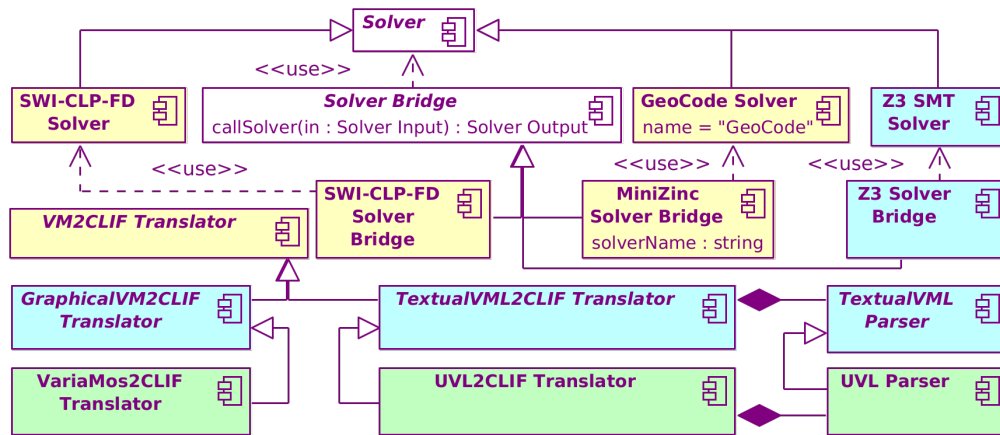 Solver
<<use>>
SWI-CLP-FD
Solver
Solver Bridge
callSolver(in : Solver Input) : Solver Output
GeoCode Solver
name = "GeoCode"
Z3 SMT
Solver
<<use>>
<<use>>
<<use>>
SWI-CLP-FD
Solver
Bridge
MiniZinc
Solver Bridge
solverName : string
Z3 Solver
Bridge
VM2CLIF Translator
GraphicalVM2CLIF
Translator
TextualVML2CLIF Translator
TextualVML
Parser
VariaMos2CLIF
Translator
UVL2CLIF Translator
UVL Parser